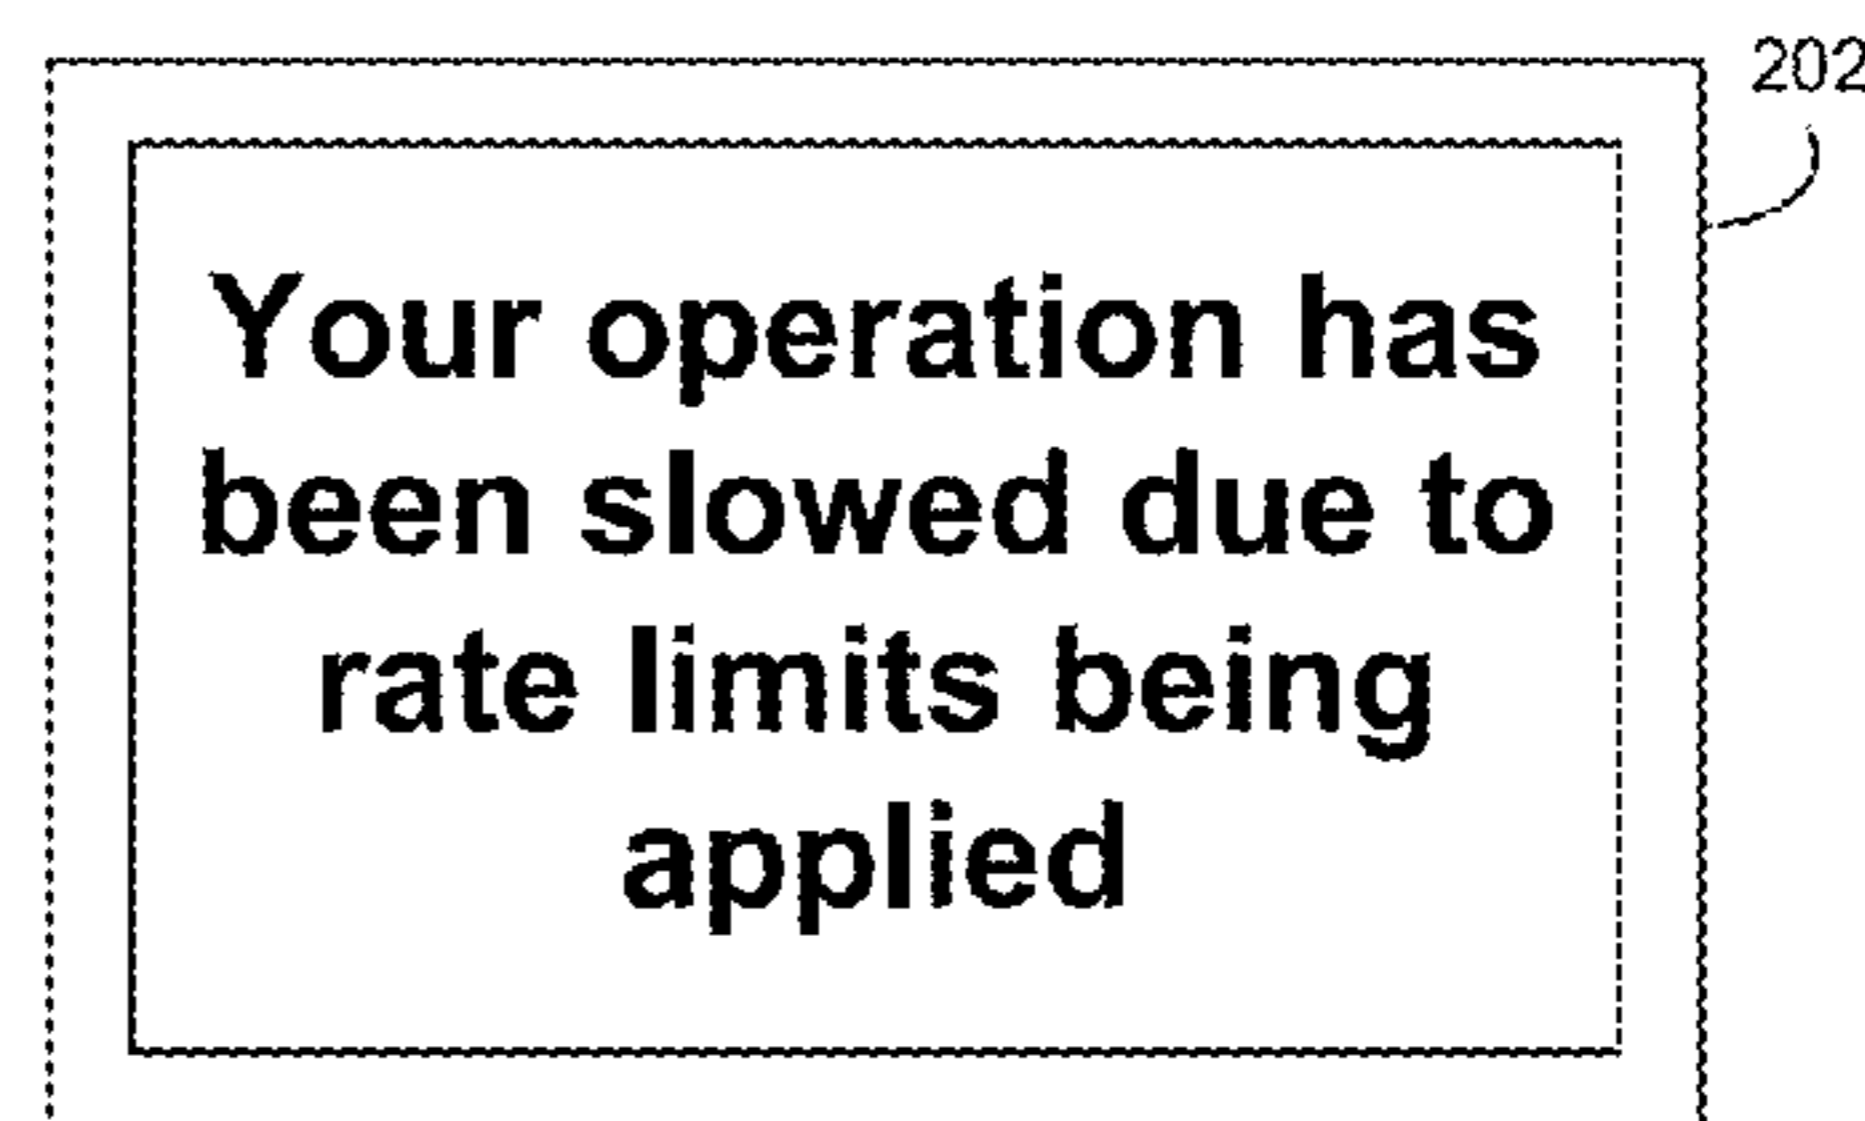 202
Your operation has
been slowed due to
rate limits being
applied